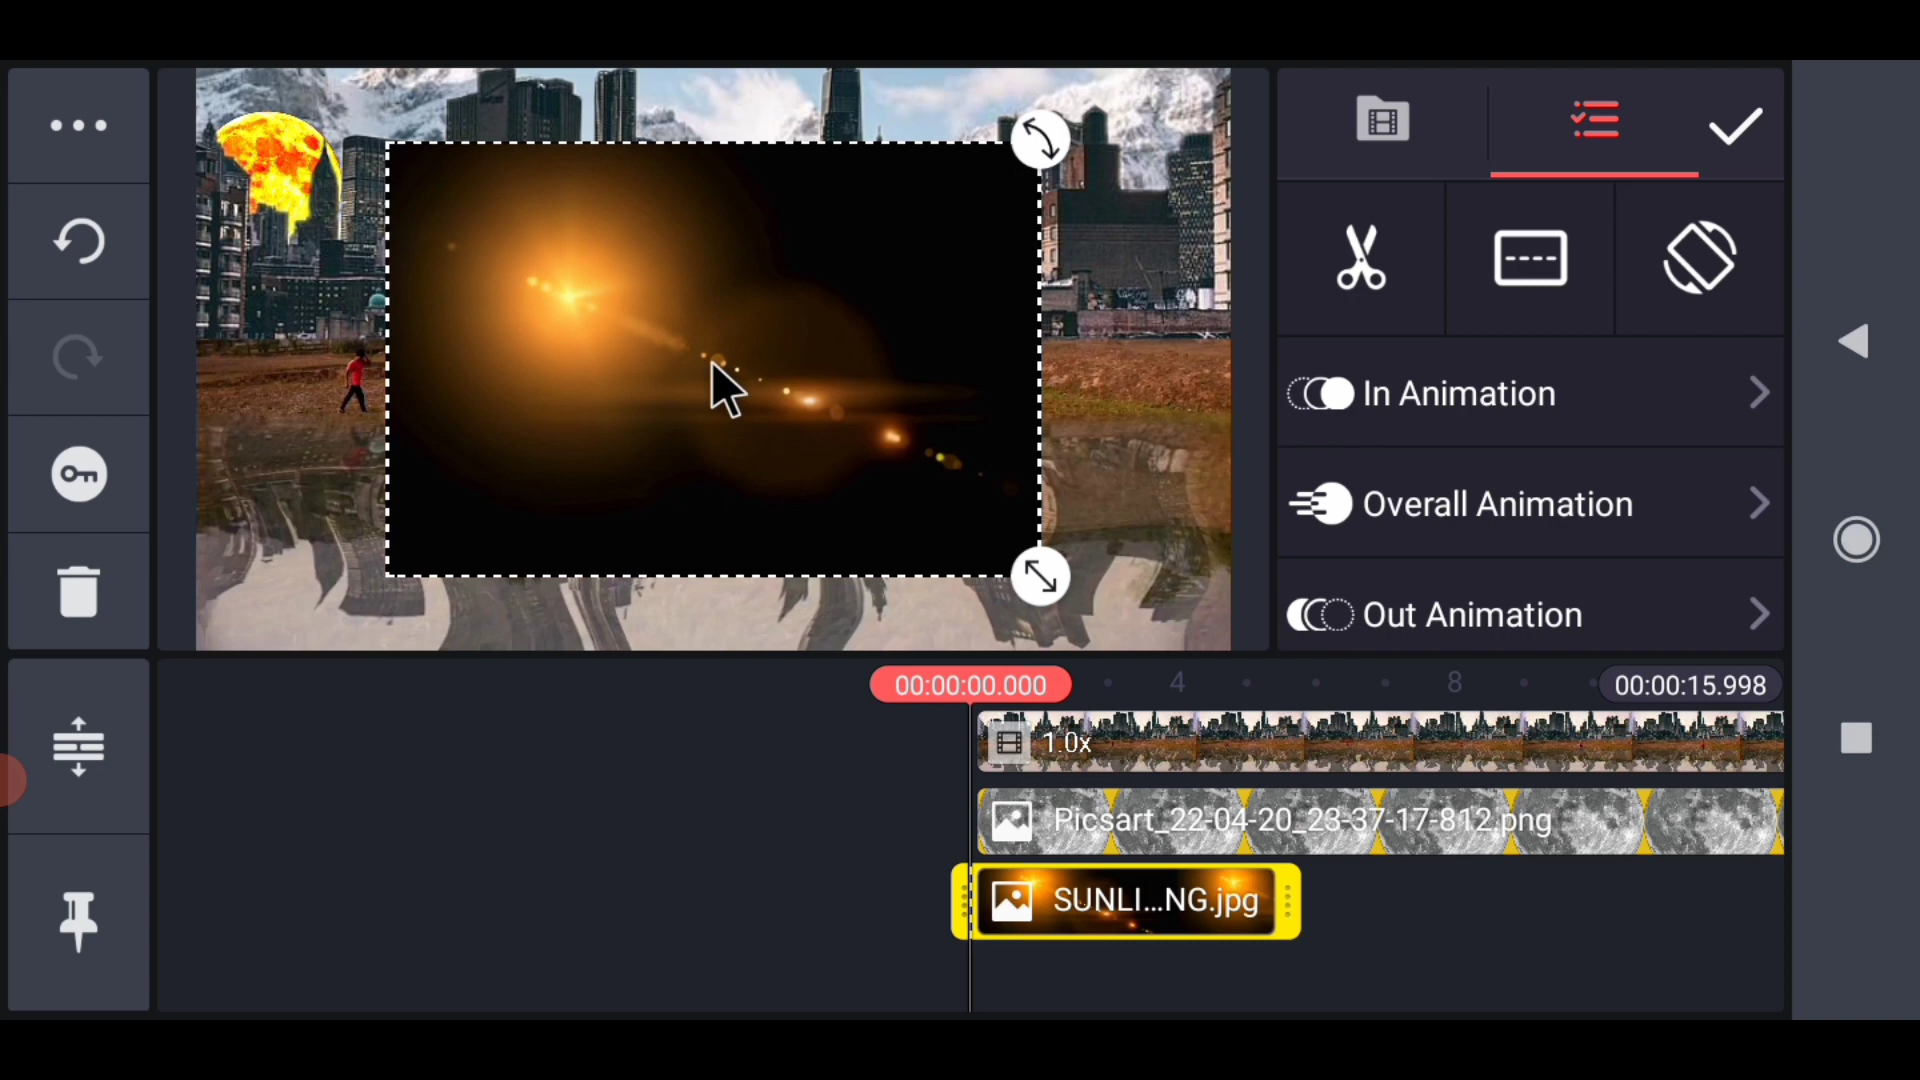 In Animation
Overall Animation
Out Animation
00:00:00.000
4
8
00:00:15.998
1.0x
Picsart_22-04-20_23-37-17-812.png
SUNLI...NG.jpg